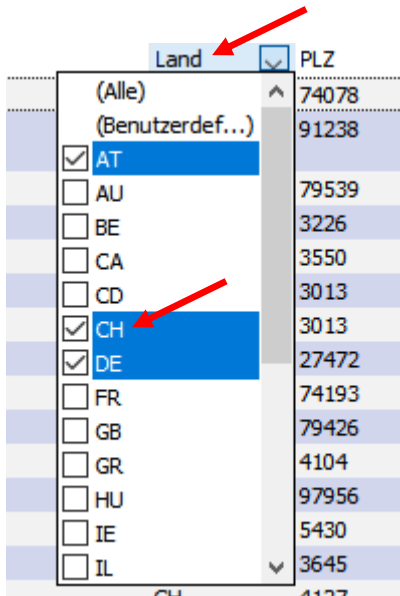 Land PLZ
(Alle) 74078
(Benutzerdef...) 91238
AT
AU 79539
BE 3226
CA 3550
CD 3013
CH 3013
DE 27472
FR 74193
GB 79426
GR 4104
HU 97956
IE 5430
IL 3645